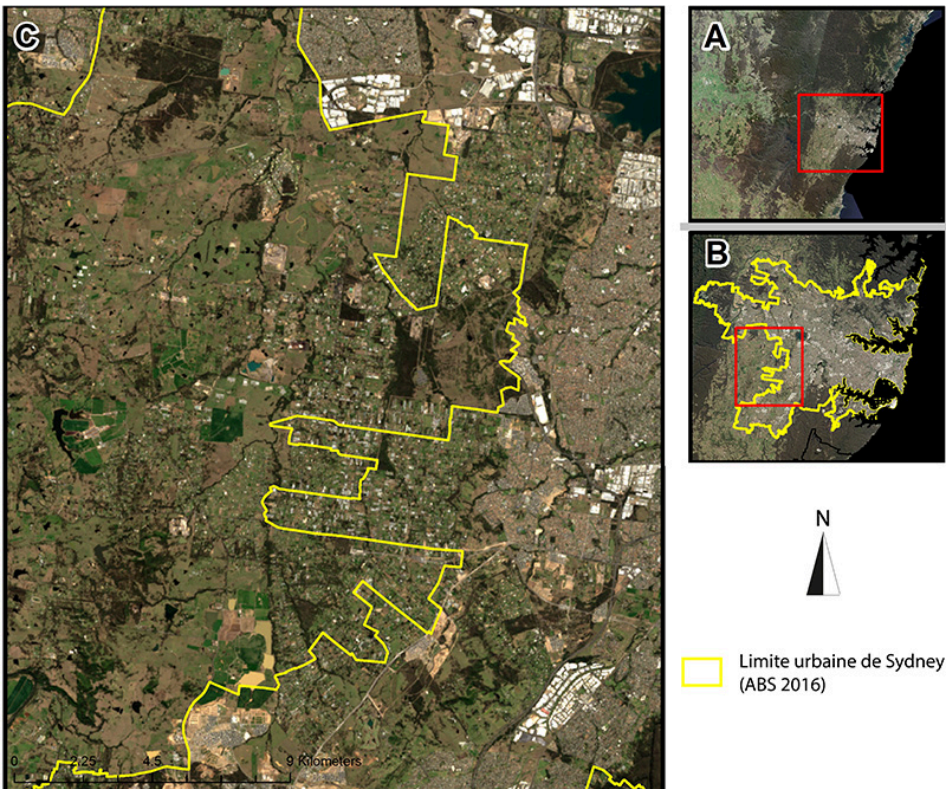 C
A
B
N
Limite urbaine de Sydney
(ABS 2016)
0 2,25 4,5 9 Kilometers